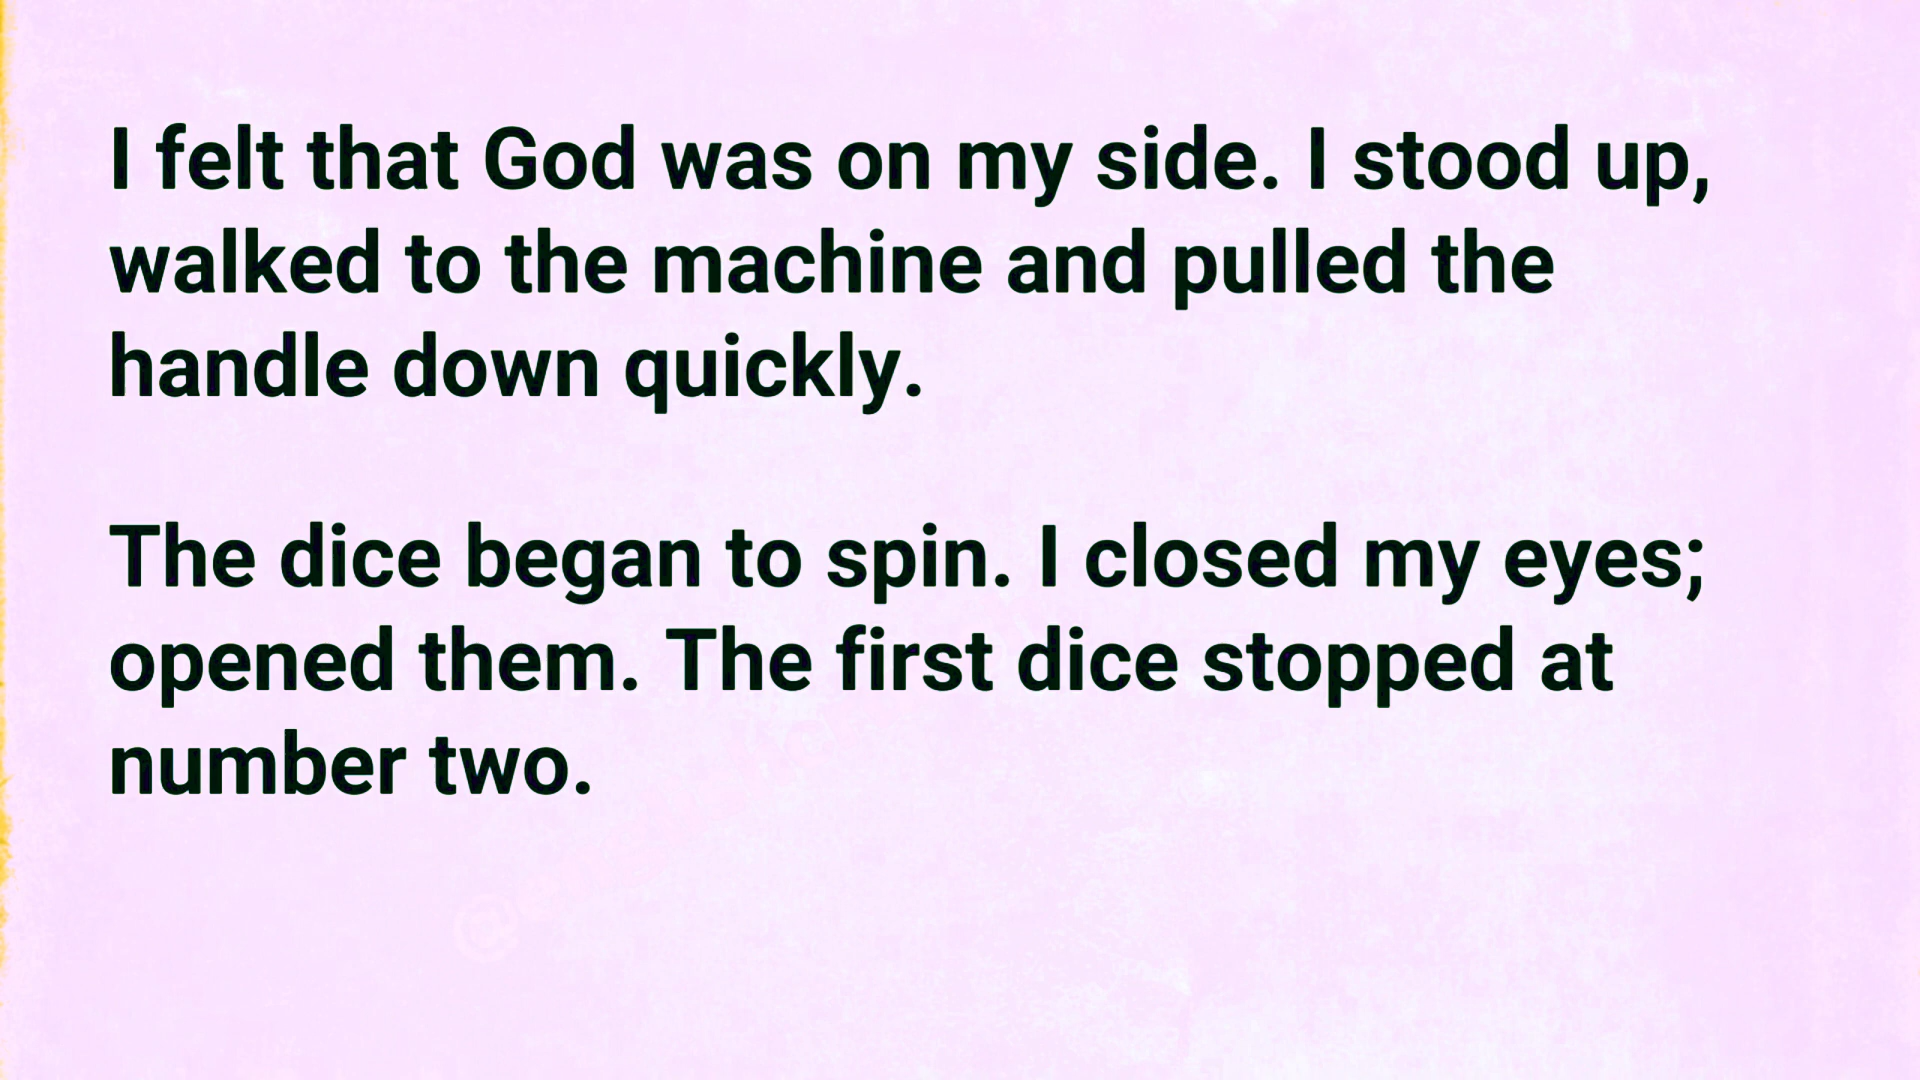 I felt that God was on my side. I stood up,
walked to the machine and pulled the
handle down quickly.
The dice began to spin. I closed my eyes;
opened them. The first dice stopped at
number two.